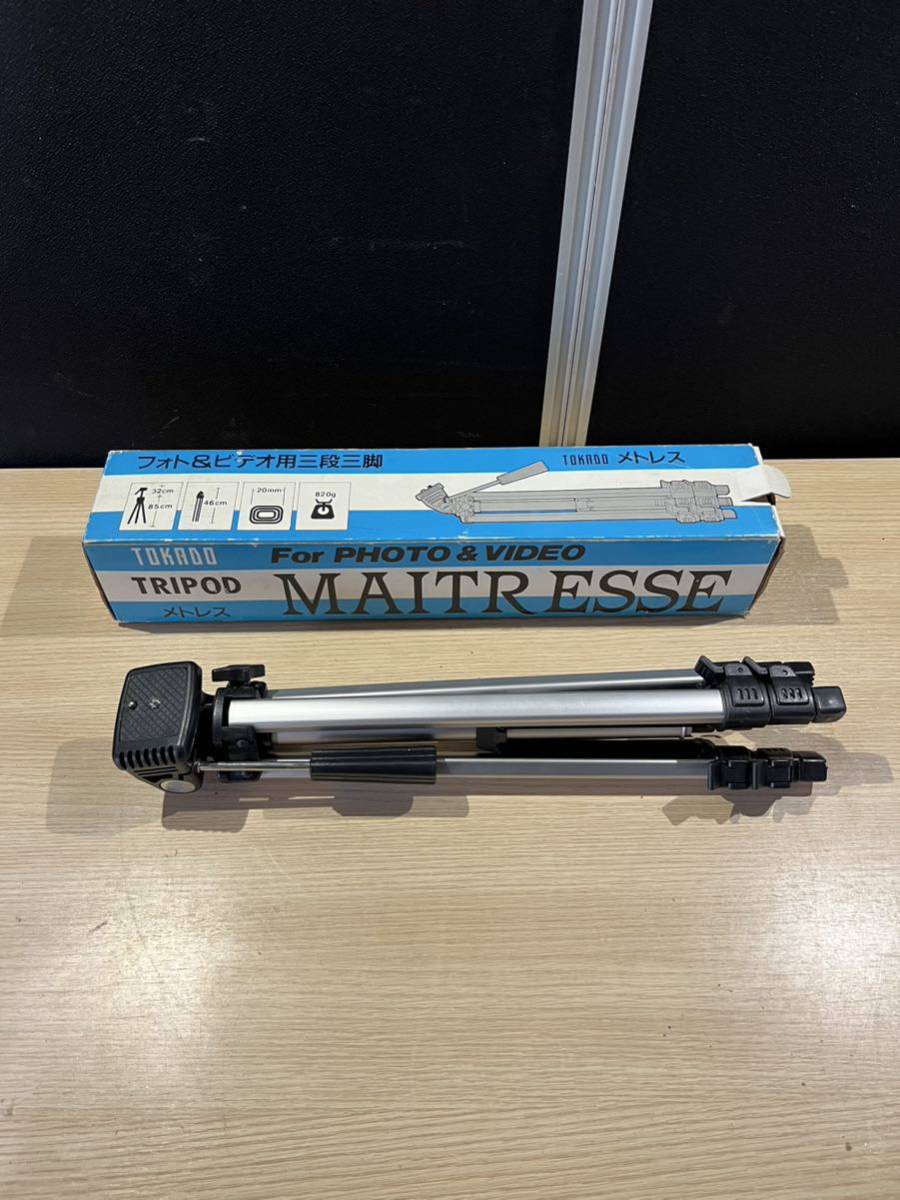 フォト&ビデオ用三段三脚
TOKADO メトレス
32cm
85cm
46cm
20mm
820g
TOKADO
TRIPOD
メトレス
For PHOTO & VIDEO
MAITRESSE